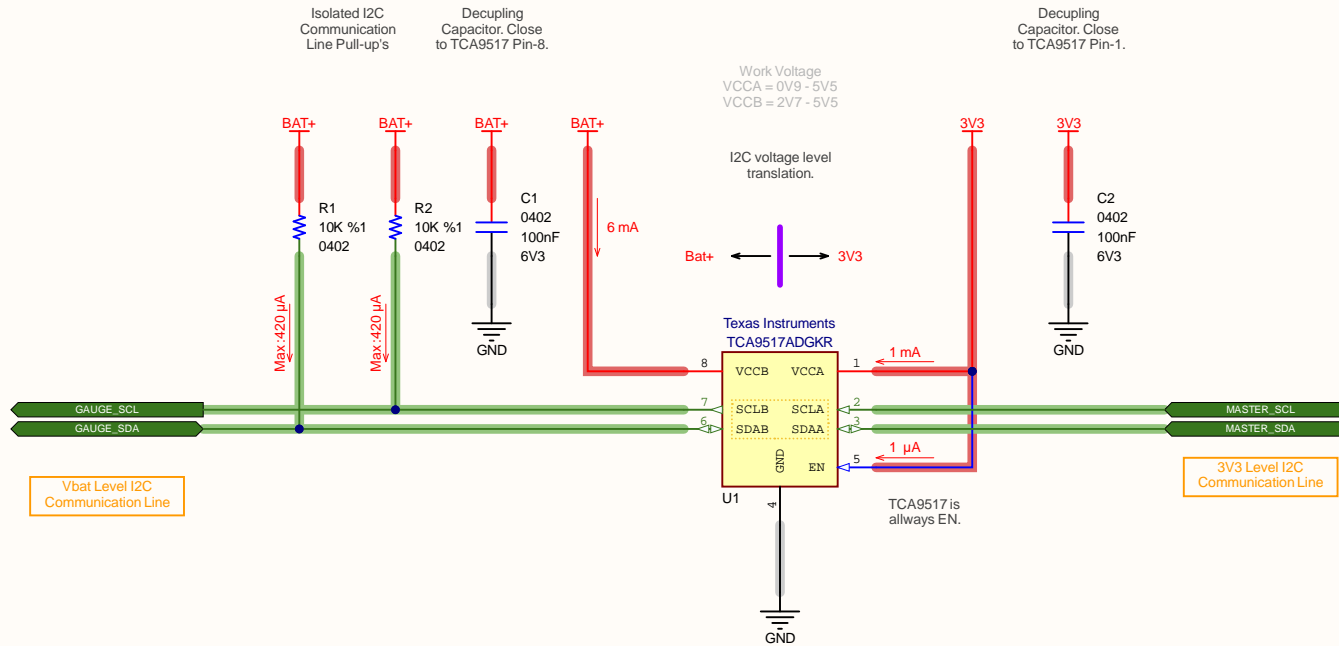 Isolated I2C
Communication
Line Pull-up's
Decupling
Capacitor. Close
to TCA9517 Pin-8.
Decupling
Capacitor. Close
to TCA9517 Pin-1.
Work Voltage
VCCA = 0V9 - 5V5
VCCB = 2V7 - 5V5
BAT+
BAT+
BAT+
BAT+
3V3
3V3
I2C voltage level
translation.
R1
10K %1
0402
R2
10K %1
0402
C1
0402
100nF
6V3
6 mA
C2
0402
100nF
6V3
Bat+
3V3
Max:420 µA
Max:420 µA
GND
GND
Texas Instruments
TCA9517ADGKR
8
VCCB
VCCA
1
1 mA
GAUGE_SCL
7
SCLB
SCLA
2
MASTER_SCL
GAUGE_SDA
6
SDAB
SDAA
3
MASTER_SDA
GND
EN
5
1 µA
U1
4
Vbat Level I2C
Communication Line
3V3 Level I2C
Communication Line
TCA9517 is
allways EN.
GND